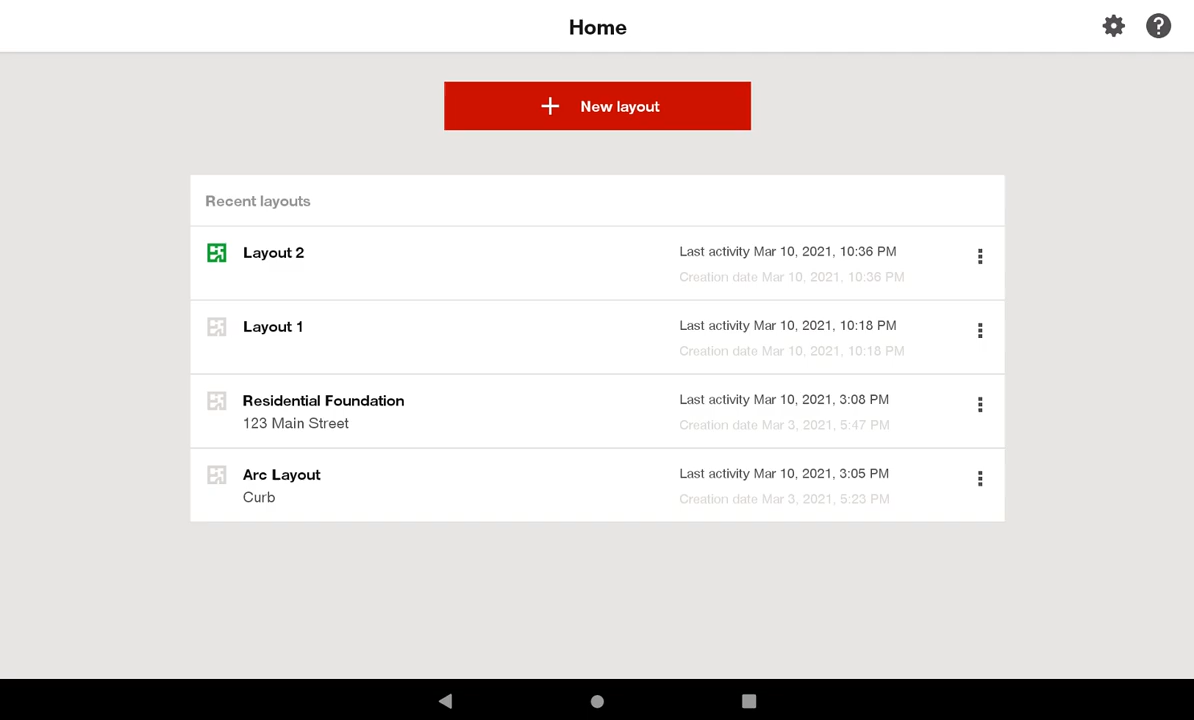 Home
New layout
Recent layouts
Layout 2
Last activity Mar 10, 2021, 10:36 PM
Creation date Mar 10, 2021, 10:36 PM
Layout 1
Last activity Mar 10, 2021, 10:18 PM
Creation date Mar 10, 2021, 10:18 PM
Residential Foundation
123 Main Street
Last activity Mar 10, 2021, 3:08 PM
Creation date Mar 3, 2021, 5:47 PM
Arc Layout
Curb
Last activity Mar 10, 2021, 3:05 PM
Creation date Mar 3, 2021, 5:23 PM